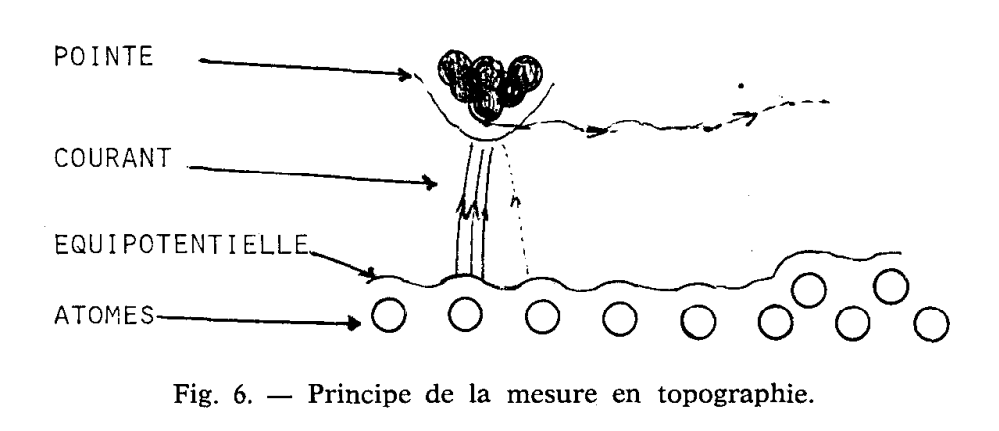 POINTE
COURANT
EQUIPOTENTIELLE
ATOMES
Fig. 6. — Principe de la mesure en topographie.